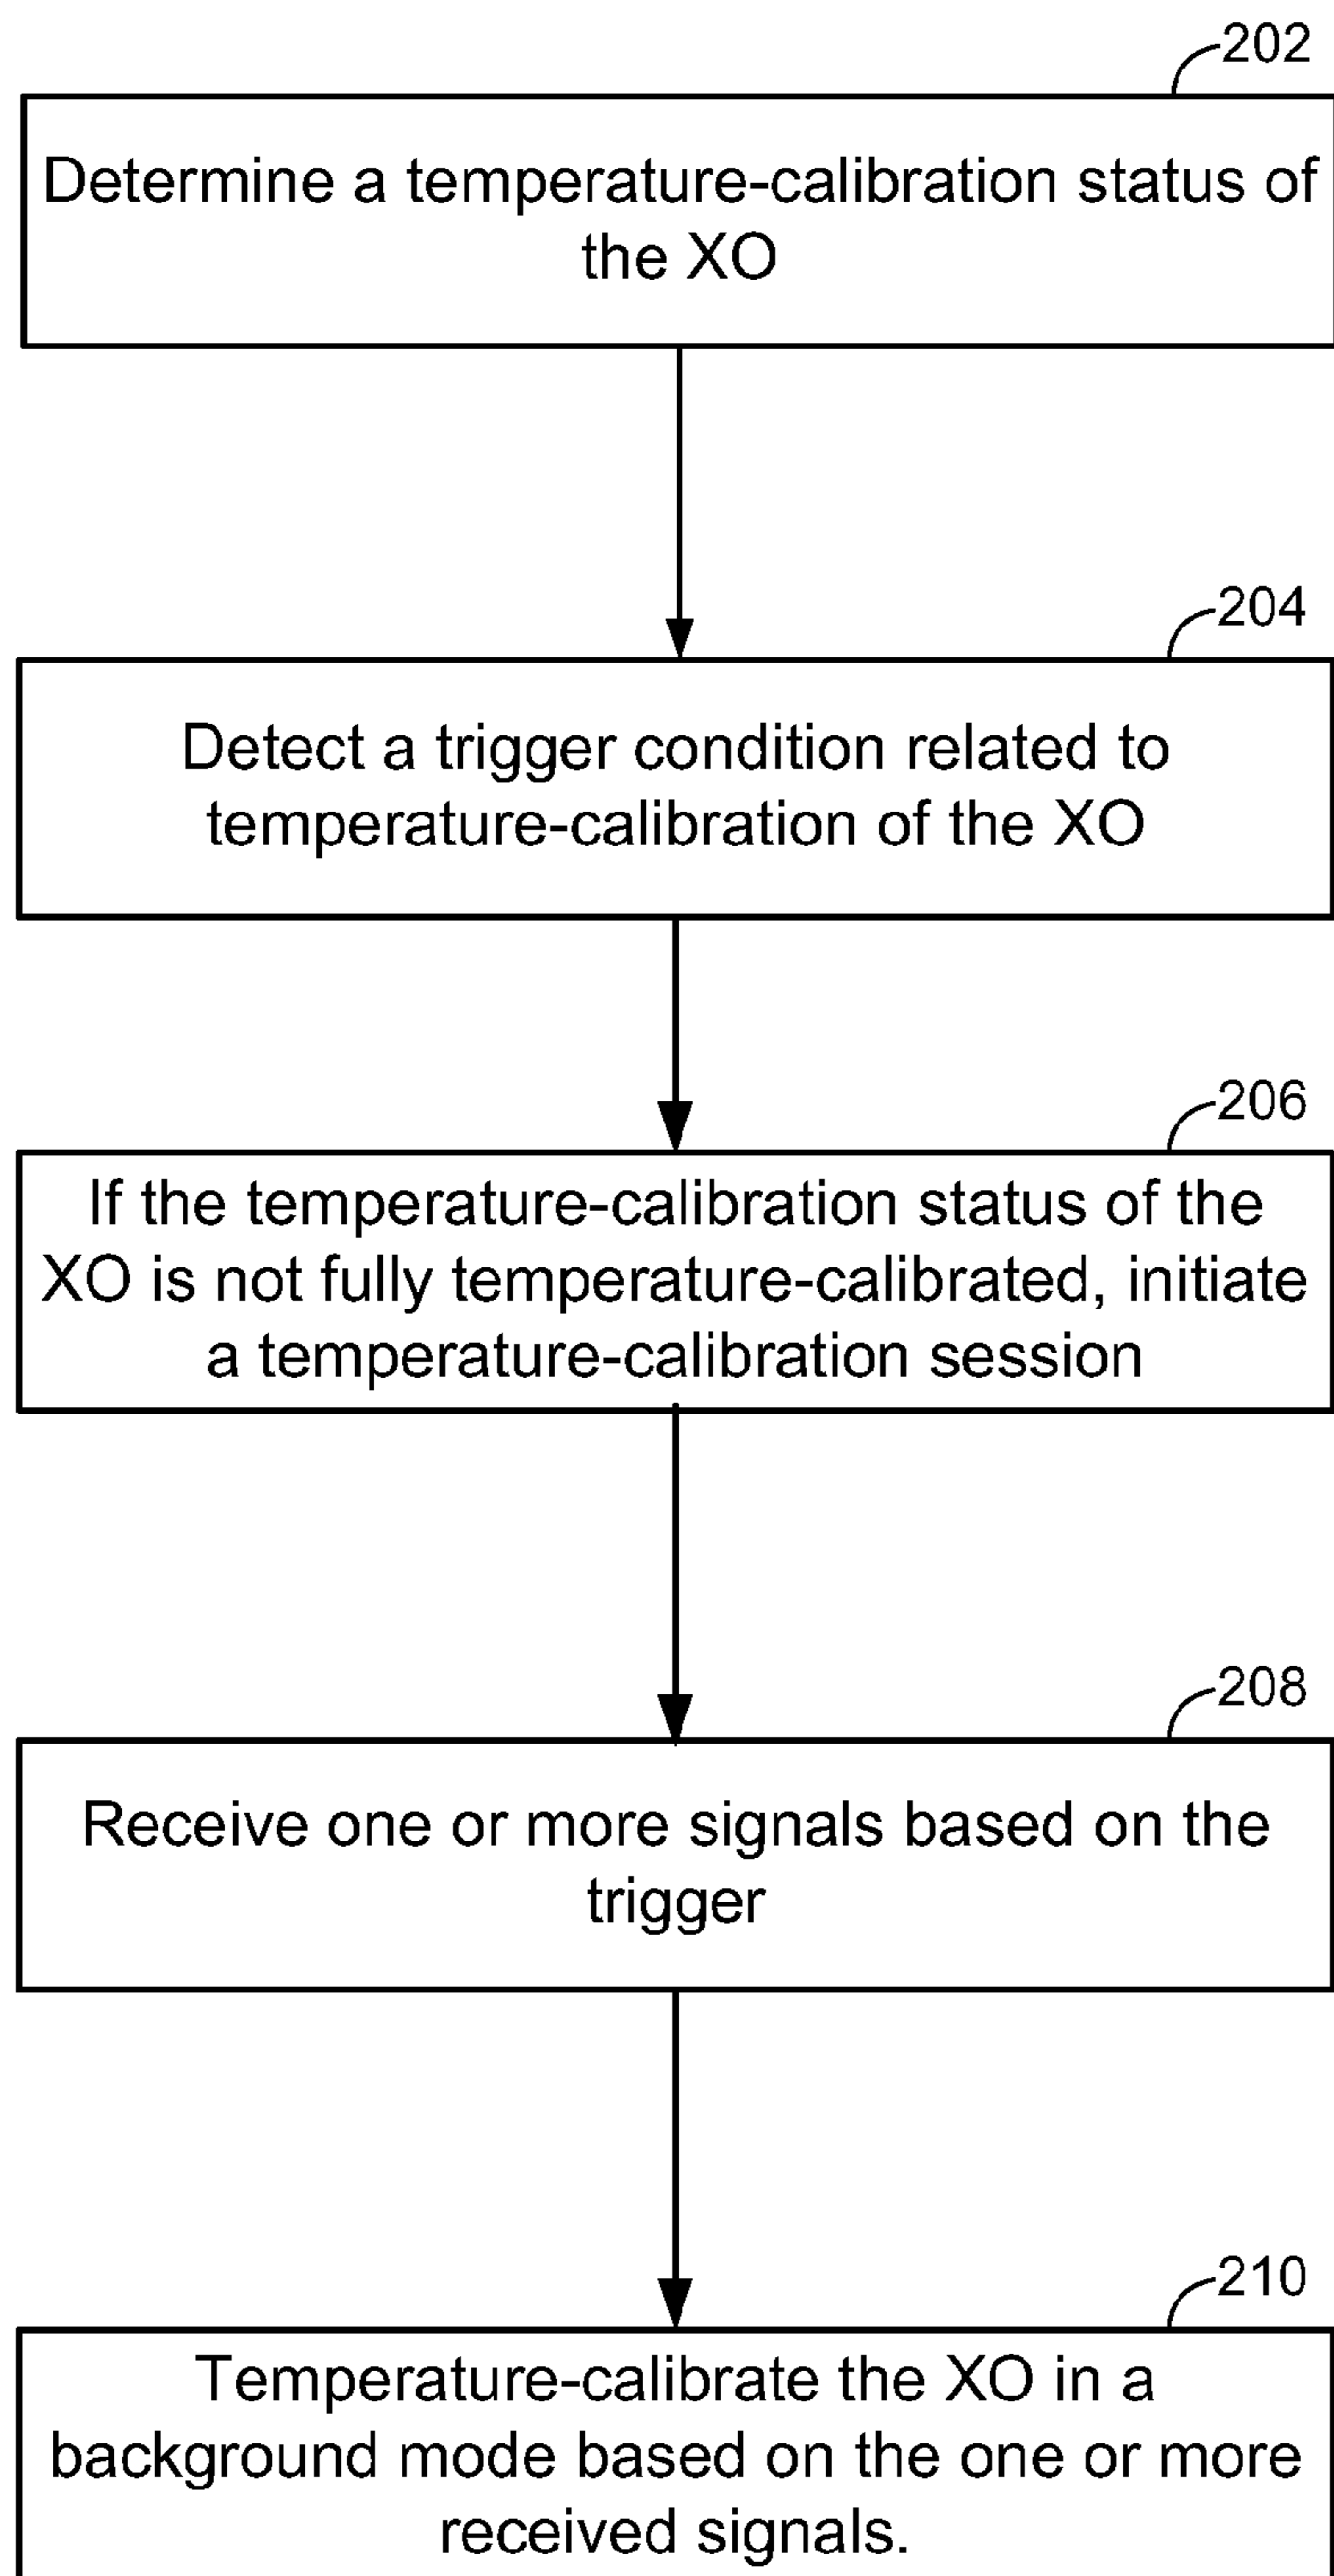 202
Determine a temperature-calibration status of
the XO
204
Detect a trigger condition related to
temperature-calibration of the XO
206
If the temperature-calibration status of the
XO is not fully temperature-calibrated, initiate
a temperature-calibration session
208
Receive one or more signals based on the
trigger
210
Temperature-calibrate the XO in a
background mode based on the one or more
received signals.